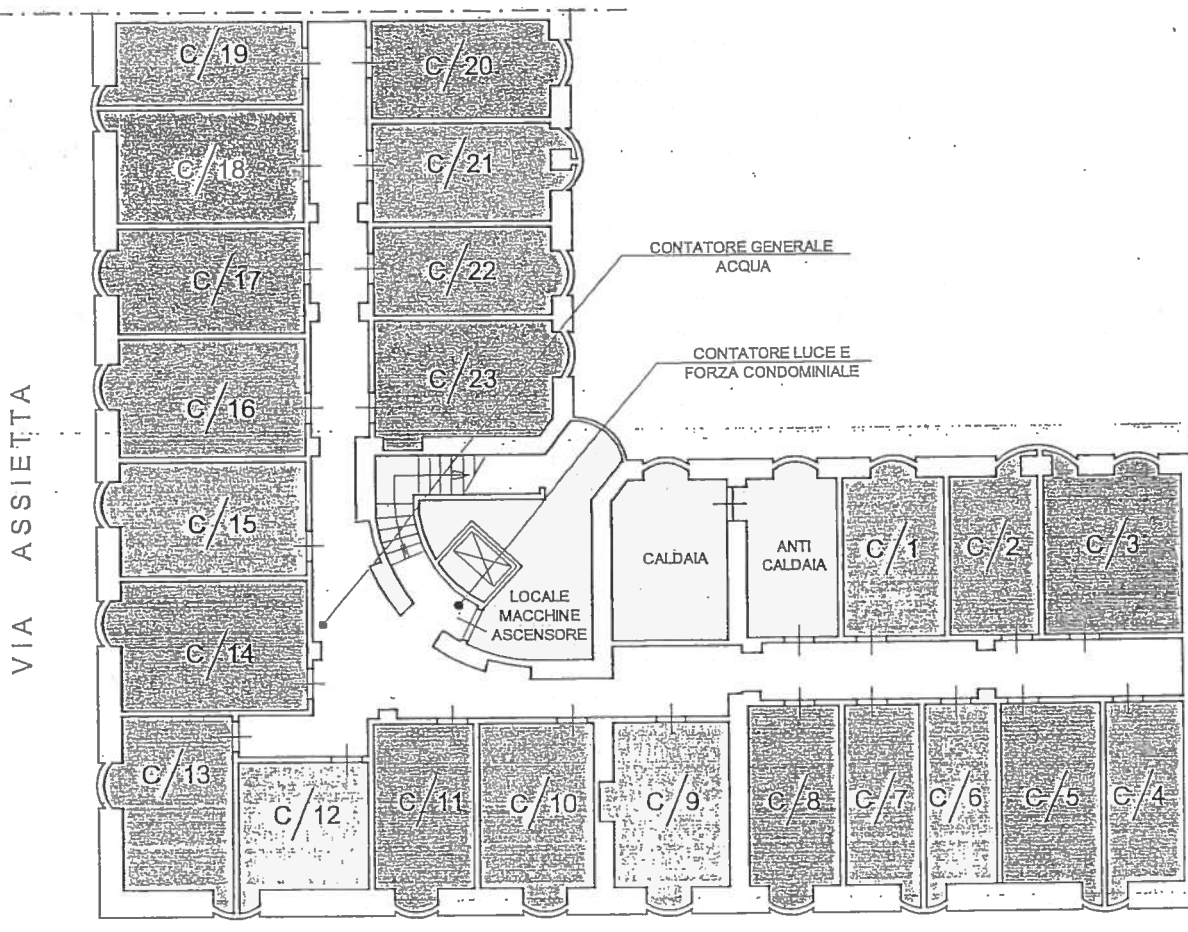 C/19
C/20
C/18
C/21
C/17
C/22
C/16
C/23
C/15
C/14
CONTATORE GENERALE
ACQUA
CONTATORE LUCE E
FORZA CONDOMINIALE
VIA ASSIETTA
LOCALE
MACCHINE
ASCENSORE
CALDAIA
ANTI
CALDAIA
C/1
C/2
C/3
C/13
C/12
C/11
C/10
C/9
C/8
C/7
C/6
C/5
C/4